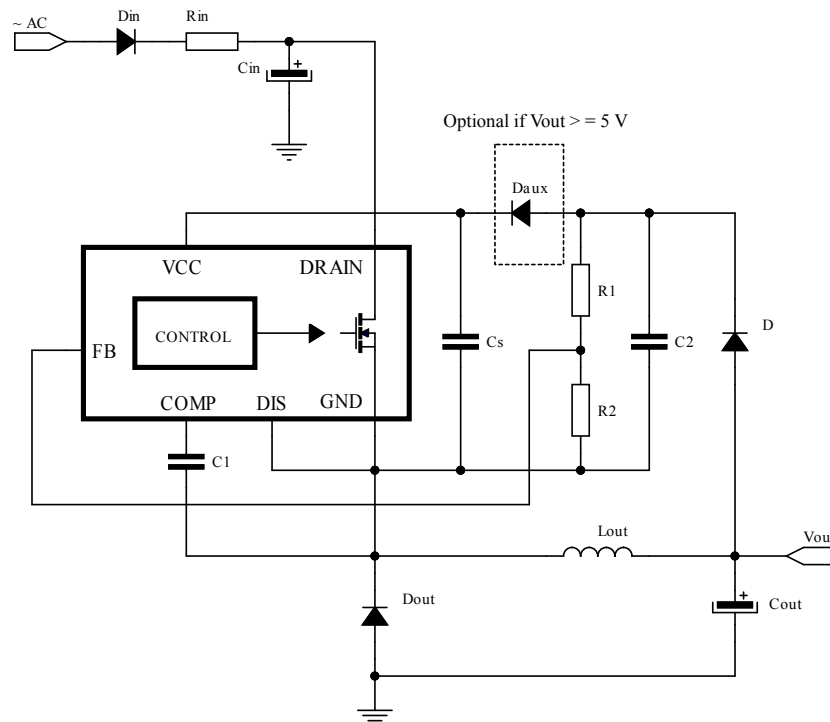 ~ AC
Din
Rin
Cin
+
Optional if Vout > = 5 V
Daux
VCC
DRAIN
R1
CONTROL
FB
Cs
C2
D
COMP
DIS
GND
R2
C1
Lout
Vou
Dout
+
Cout